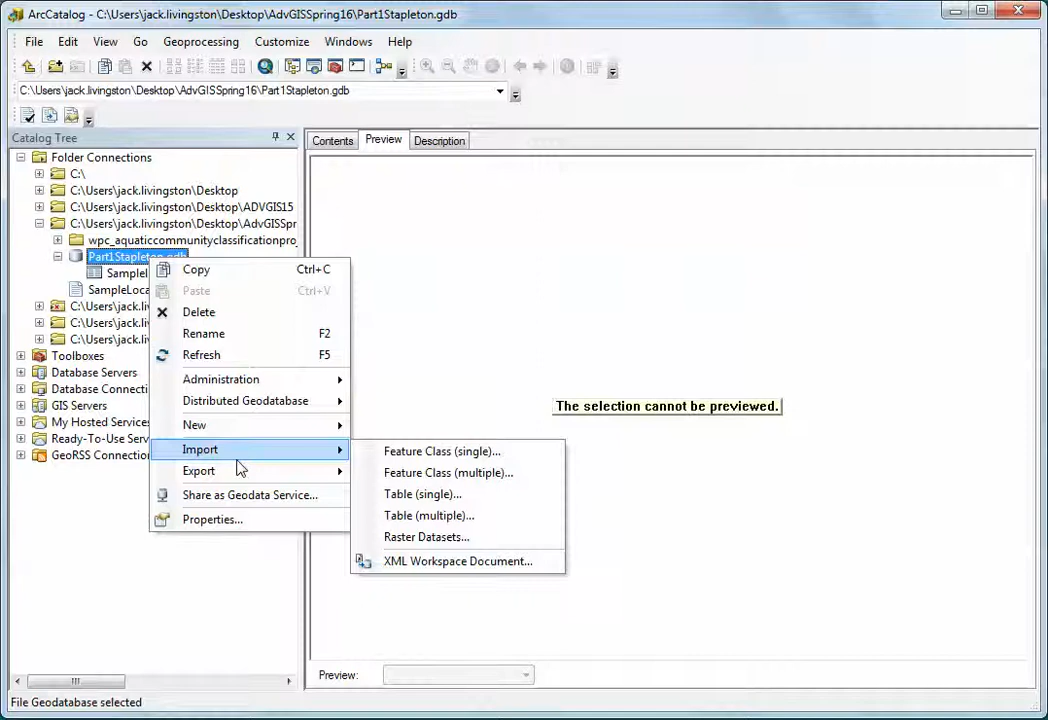 ArcCatalog - C:\Users\jack.livingston\Desktop\AdvGISSpring16\Part1Stapleton.gdb
File Edit View Go Geoprocessing Customize Windows Help
C:\Users\jack.livingston\Desktop\AdvGISSpring16\Part1Stapleton.gdb
Catalog Tree
Contents Preview Description
Folder Connections
C:\
C:\Users\jack.livingston\Desktop
C:\Users\jack.livingston\Desktop\ADVGIS15
C:\Users\jack.livingston\Desktop\AdvGISSpr
wpc_aquaticcommunityclassificationpro
Part1Stapleton.gdb
Sample
SampleLoca
C:\Users\jack.li
C:\Users\jack.li
C:\Users\jack.li
Toolboxes
Database Servers
Database Connecti
GIS Servers
My Hosted Services
Ready-To-Use Serv
GeoRSS Connection
Copy Ctrl+C
Paste Ctrl+V
Delete
Rename F2
Refresh F5
Administration
Distributed Geodatabase
New
Import
Export
Share as Geodata Service...
Properties...
Feature Class (single)...
Feature Class (multiple)...
Table (single)...
Table (multiple)...
Raster Datasets...
XML Workspace Document...
The selection cannot be previewed.
Preview:
File Geodatabase selected